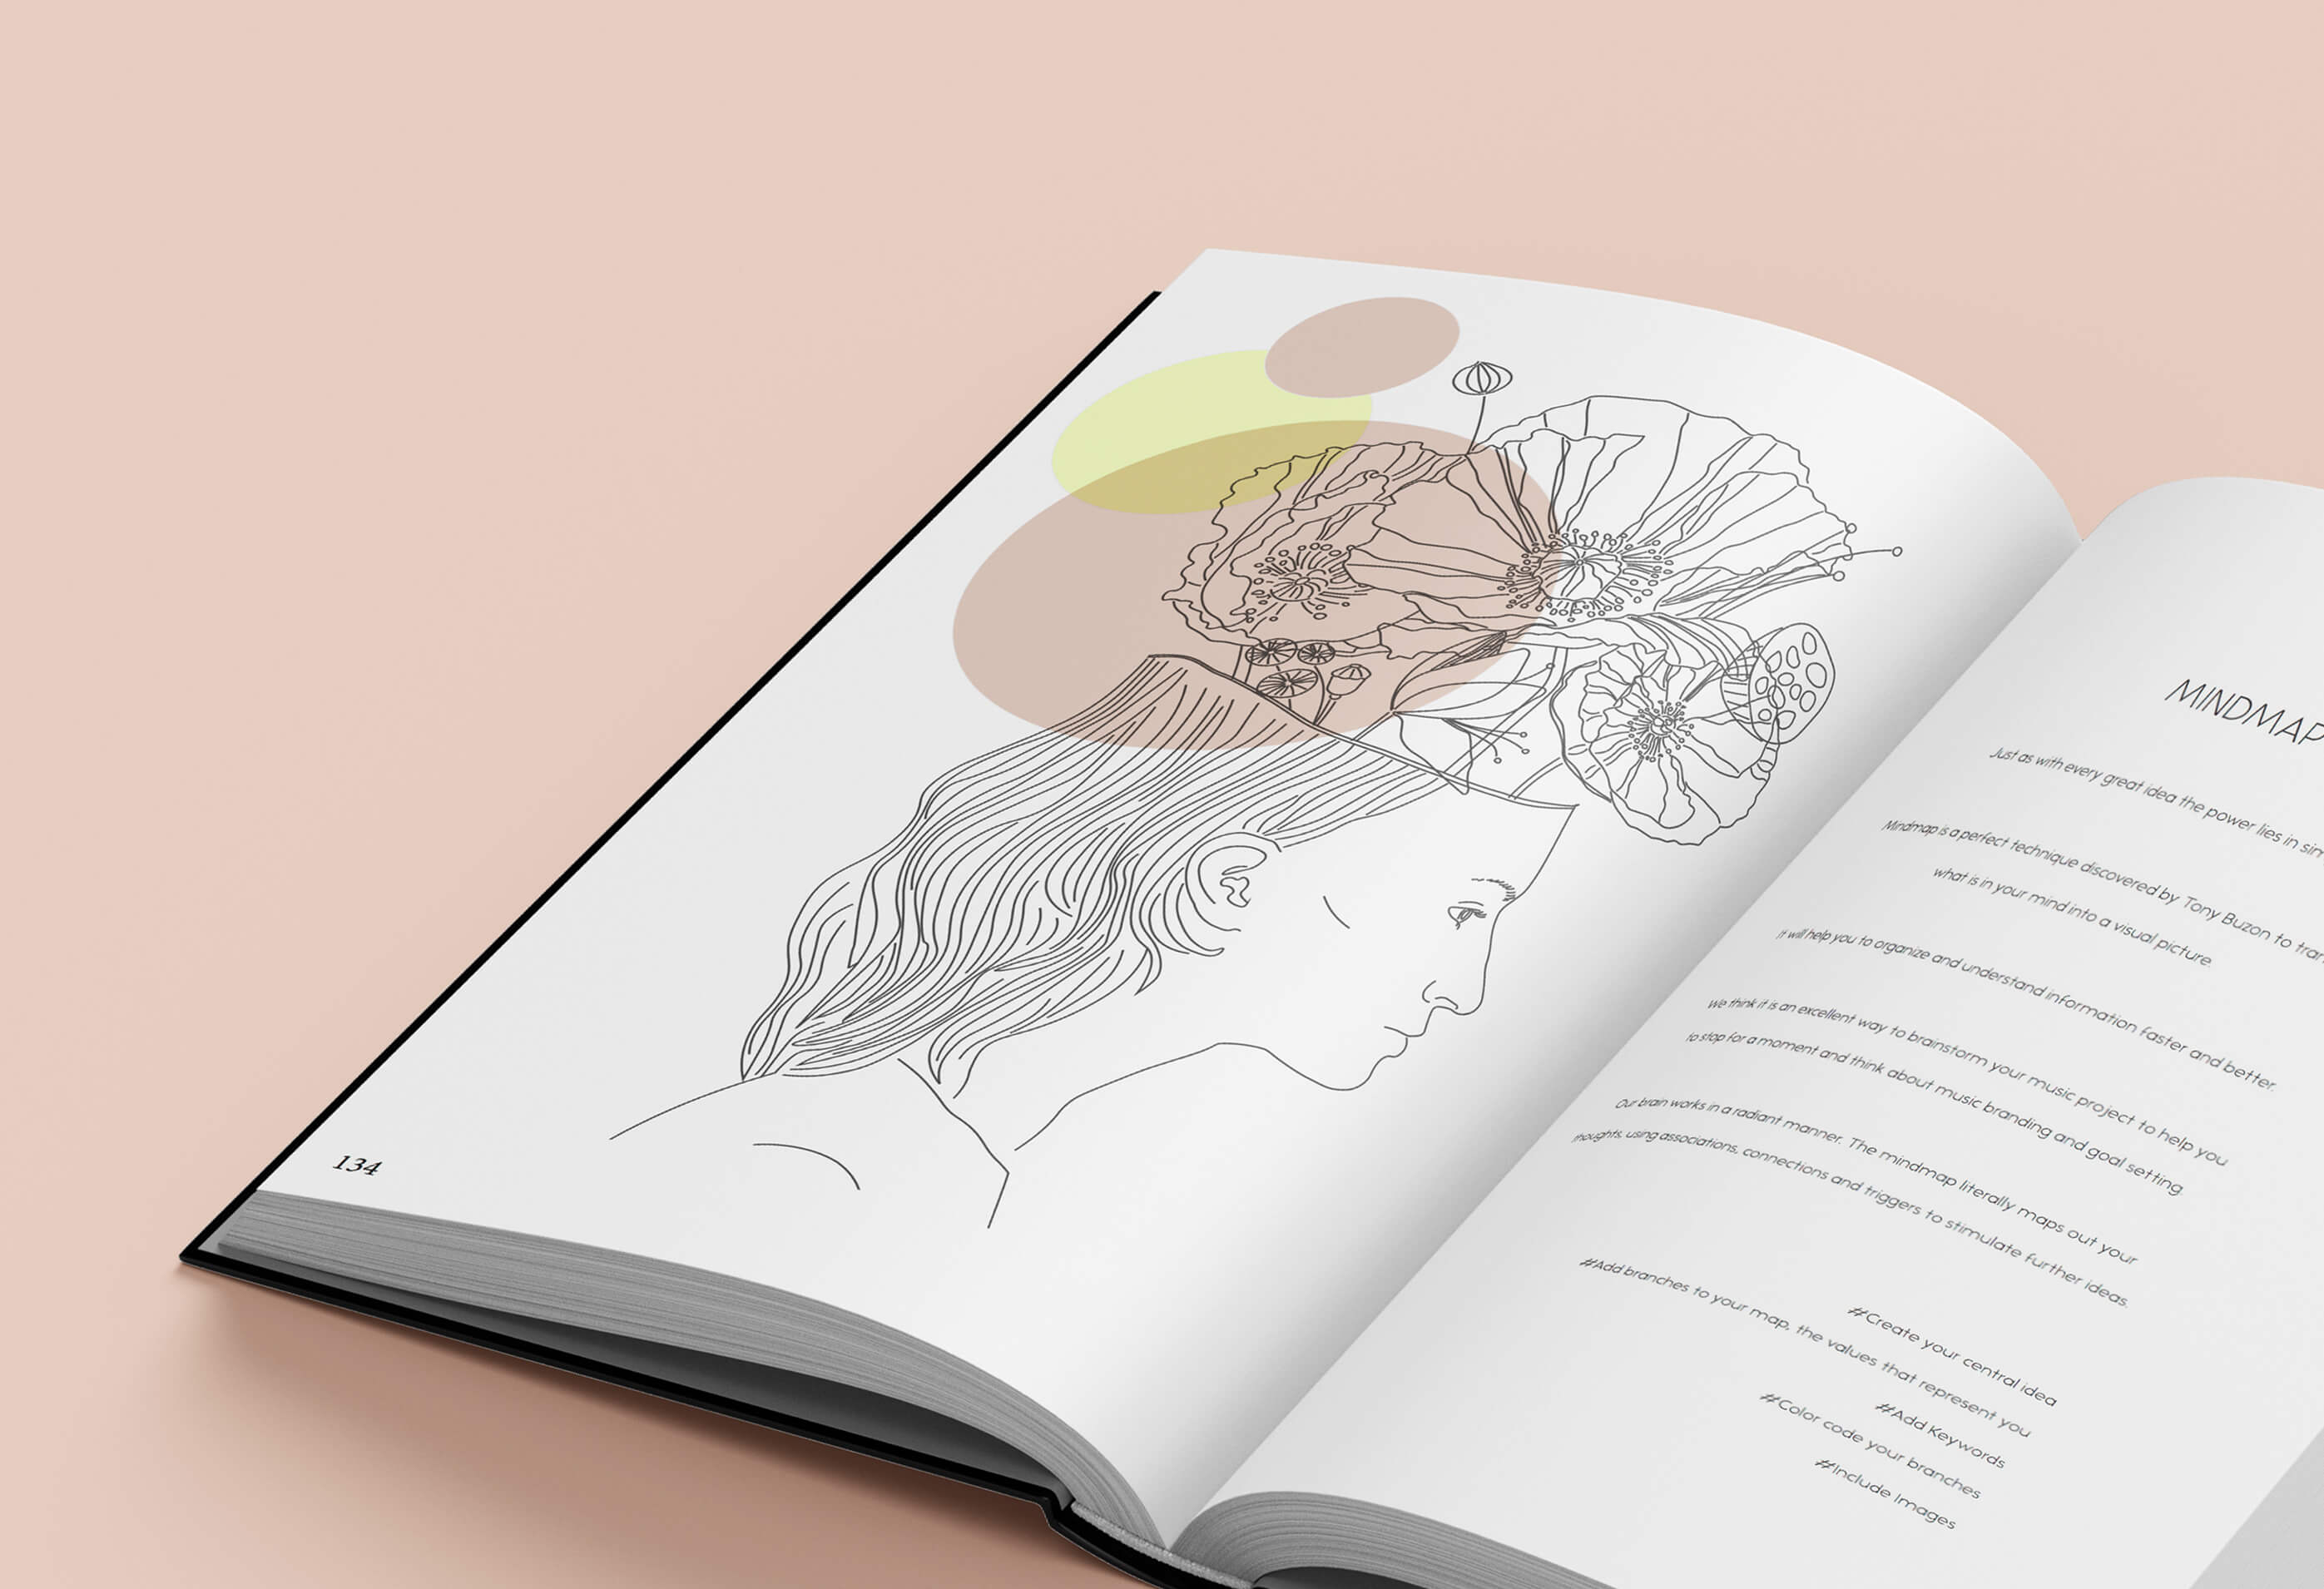 134
MINDMAP
Just as with every great idea the power lies in
Mindmap is a perfect technique discovered by Tony Buzon to
what is in your mind into a visual picture.
It will help you to organize and understand information faster and better.
We think it is an excellent way to brainstorm your music project to help you
to stop for a moment and think about music branding and goal setting.
Our brain works in a radiant manner. The mindmap literally maps out your
thoughts, using associations, connections and triggers to stimulate further ideas.
#Create your central idea
#Add branches to your map, the values that represent you
#Add Keywords
#Color code your branches
#Include Images